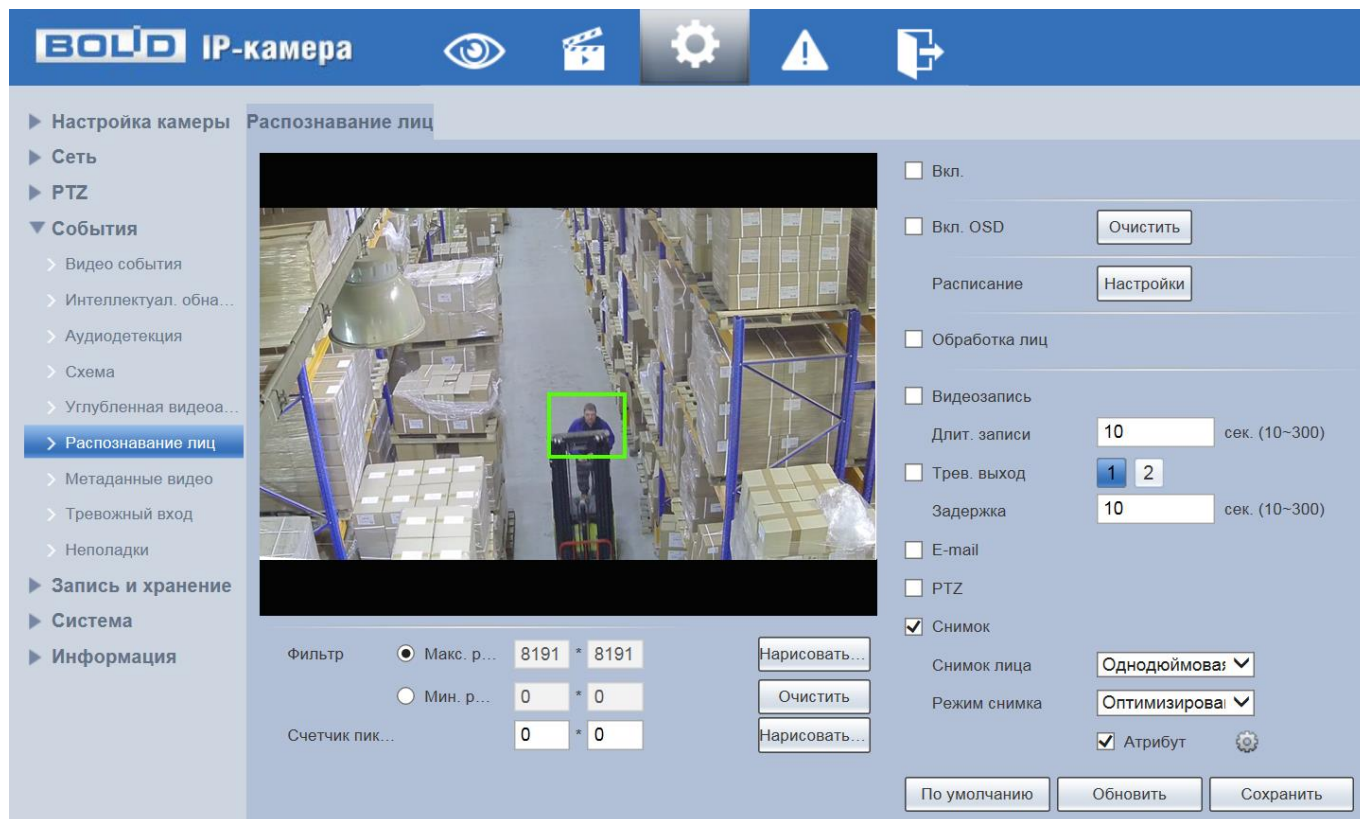 BOLID IP-камера
Настройка камеры
Сеть
PTZ
События
Видео события
Интеллектуал. обна...
Аудиодетекция
Схема
Углубленная видеоа...
Распознавание лиц
Метаданные видео
Тревожный вход
Неполадки
Запись и хранение
Система
Информация
Распознавание лиц
Фильтр Макс. р... 8191 * 8191 Нарисовать...
Мин. р... 0 * 0 Очистить
Счетчик пик... 0 * 0 Нарисовать...
Вкл.
Вкл. OSD Очистить
Расписание Настройки
Обработка лиц
Видеозапись
Длит. записи 10 сек. (10~300)
Трев. выход 1 2
Задержка 10 сек. (10~300)
E-mail
PTZ
Снимок
Снимок лица Однодюймовая
Режим снимка Оптимизирова
Атрибут
По умолчанию Обновить Сохранить